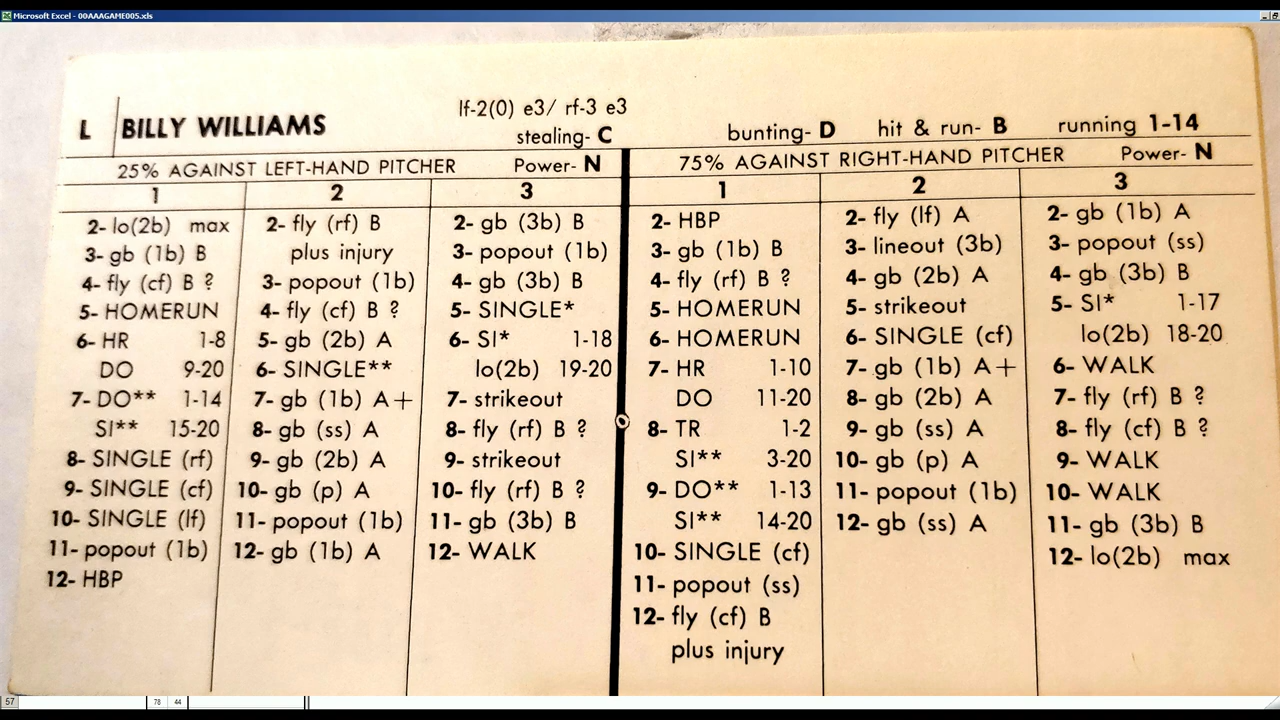 Microsoft Excel - 00AAAGAME005.xls
lf-2(0) e3/ rf-3 e3
L BILLY WILLIAMS stealing- C bunting- D hit & run- B running 1-14
25% AGAINST LEFT-HAND PITCHER Power- N
1
2- lo(2b) max
3- gb (1b) B
4- fly (cf) B ?
5- HOMERUN
6- HR 1-8
DO 9-20
7- DO** 1-14
SI** 15-20
8- SINGLE (rf)
9- SINGLE (cf)
10- SINGLE (lf)
11- popout (1b)
12- HBP
2
2- fly (rf) B
plus injury
3- popout (1b)
4- fly (cf) B ?
5- gb (2b) A
6- SINGLE**
7- gb (1b) A+
8- gb (ss) A
9- gb (2b) A
10- gb (p) A
11- popout (1b)
12- gb (1b) A
3
2- gb (3b) B
3- popout (1b)
4- gb (3b) B
5- SINGLE*
6- SI* 1-18
lo(2b) 19-20
7- strikeout
8- fly (rf) B ?
9- strikeout
10- fly (rf) B ?
11- gb (3b) B
12- WALK
75% AGAINST RIGHT-HAND PITCHER Power- N
1
2- HBP
3- gb (1b) B
4- fly (rf) B ?
5- HOMERUN
6- HOMERUN
7- HR 1-10
DO 11-20
8- TR 1-2
SI** 3-20
9- DO** 1-13
SI** 14-20
10- SINGLE (cf)
11- popout (ss)
12- fly (cf) B
plus injury
2
2- fly (lf) A
3- lineout (3b)
4- gb (2b) A
5- strikeout
6- SINGLE (cf)
7- gb (1b) A+
8- gb (2b) A
9- gb (ss) A
10- gb (p) A
11- popout (1b)
12- gb (ss) A
3
2- gb (1b) A
3- popout (ss)
4- gb (3b) B
5- SI* 1-17
lo(2b) 18-20
6- WALK
7- fly (rf) B ?
8- fly (cf) B ?
9- WALK
10- WALK
11- gb (3b) B
12- lo(2b) max
57 78 44